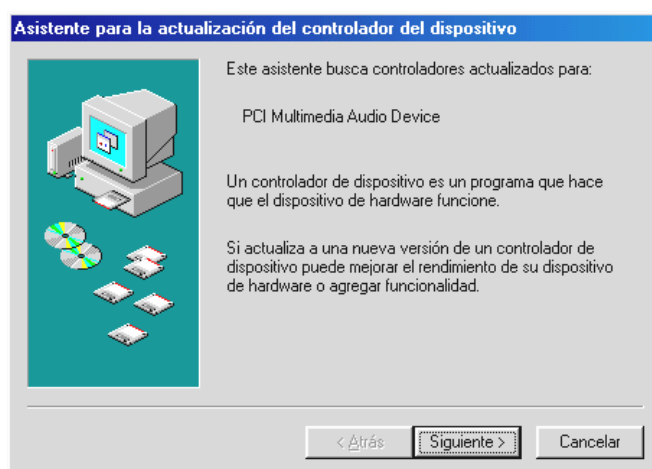 Asistente para la actualización del controlador del dispositivo
Este asistente busca controladores actualizados para:
PCI Multimedia Audio Device
Un controlador de dispositivo es un programa que hace
que el dispositivo de hardware funcione.
Si actualiza a una nueva versión de un controlador de
dispositivo puede mejorar el rendimiento de su dispositivo
de hardware o agregar funcionalidad.
< Atrás
Siguiente >
Cancelar